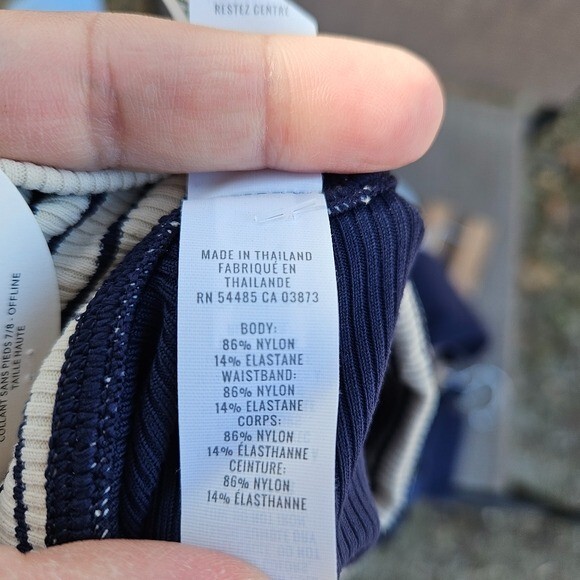 RESTEZ CENTRÉ
MADE IN THAILAND
FABRIQUÉ EN
THAILANDE
RN 54485 CA 03873
BODY:
86% NYLON
14% ELASTANE
WAISTBAND:
86% NYLON
14% ELASTANE
CORPS:
86% NYLON
14% ÉLASTHANNE
CEINTURE:
86% NYLON
14% ÉLASTHANNE
COLLANT SANS PIEDS 7/8 - OFFLINE
TAILLE HAUTE